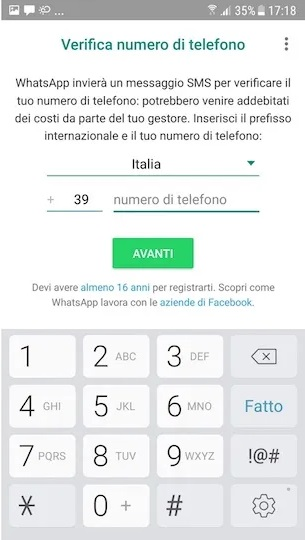 35% 17:18
Verifica numero di telefono
WhatsApp invierà un messaggio SMS per verificare il
tuo numero di telefono: potrebbero venire addebitati
dei costi da parte del tuo gestore. Inserisci il prefisso
internazionale e il tuo numero di telefono:
Italia
+ 39 numero di telefono
AVANTI
Devi avere almeno 16 anni per registrarti. Scopri come
WhatsApp lavora con le aziende di Facebook.
1 2 ABC 3 DEF
4 GHI 5 JKL 6 MNO Fatto
7 PQRS 8 TUV 9 WXYZ !@#
* 0 + #